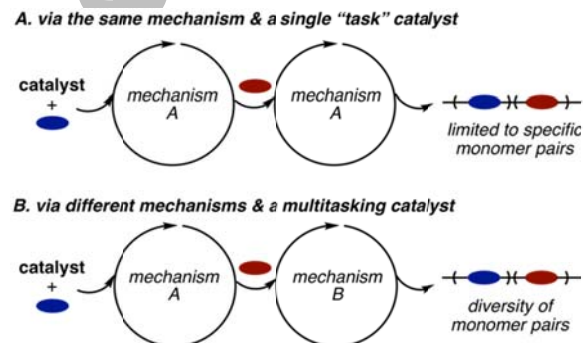 A. via the same mechanism & a single “task” catalyst
catalyst
+
mechanism
A
mechanism
A
limited to specific
monomer pairs
B. via different mechanisms & a multitasking catalyst
catalyst
+
mechanism
A
mechanism
B
diversity of
monomer pairs